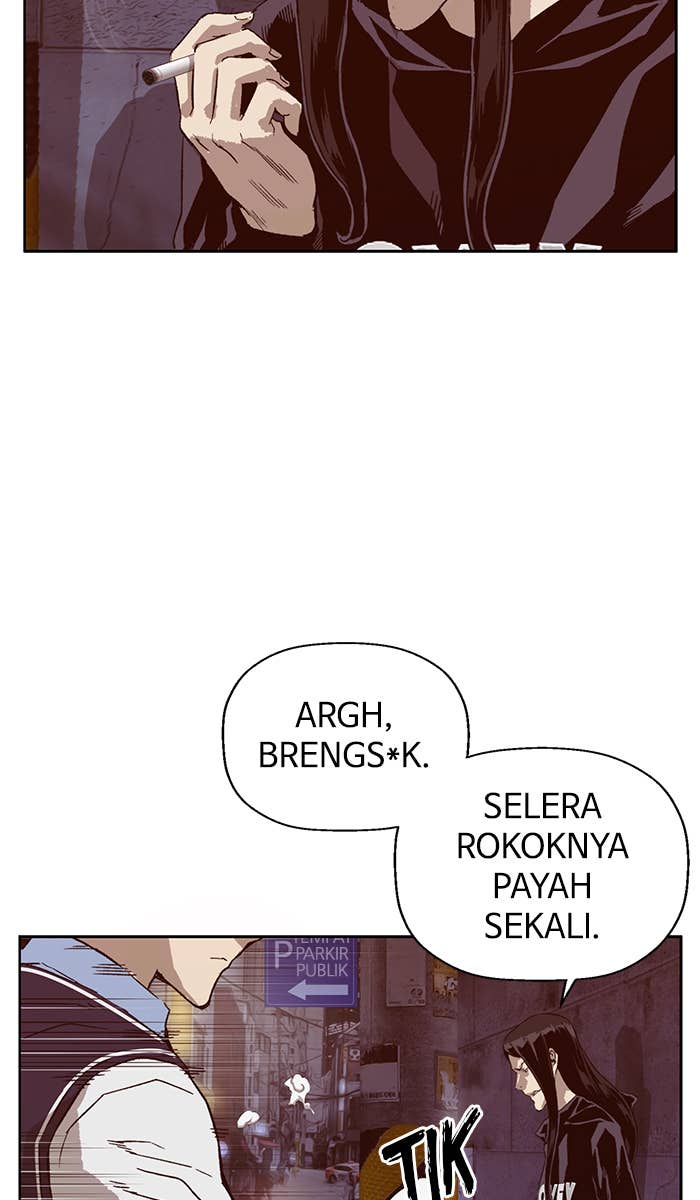 ARGH,
BRENGS*K.
SELERA
ROKOKNYA
PAYAH
SEKALI.
P TEMPAT
PARKIR
PUBLIK
TIK